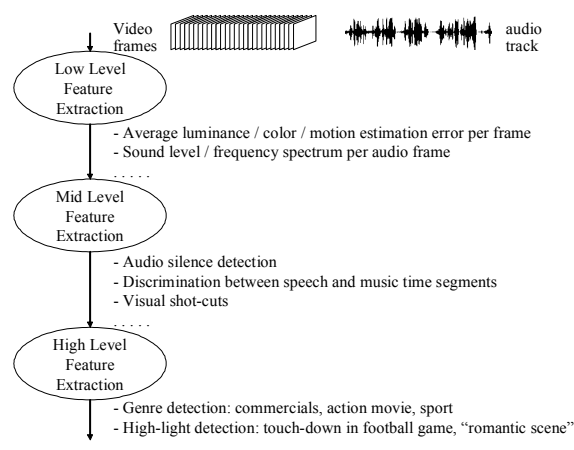 Video
frames
audio
track
Low Level
Feature
Extraction
- Average luminance / color / motion estimation error per frame
- Sound level / frequency spectrum per audio frame
. . . . .
Mid Level
Feature
Extraction
- Audio silence detection
- Discrimination between speech and music time segments
- Visual shot-cuts
. . . . .
High Level
Feature
Extraction
- Genre detection: commercials, action movie, sport
- High-light detection: touch-down in football game, “romantic scene”